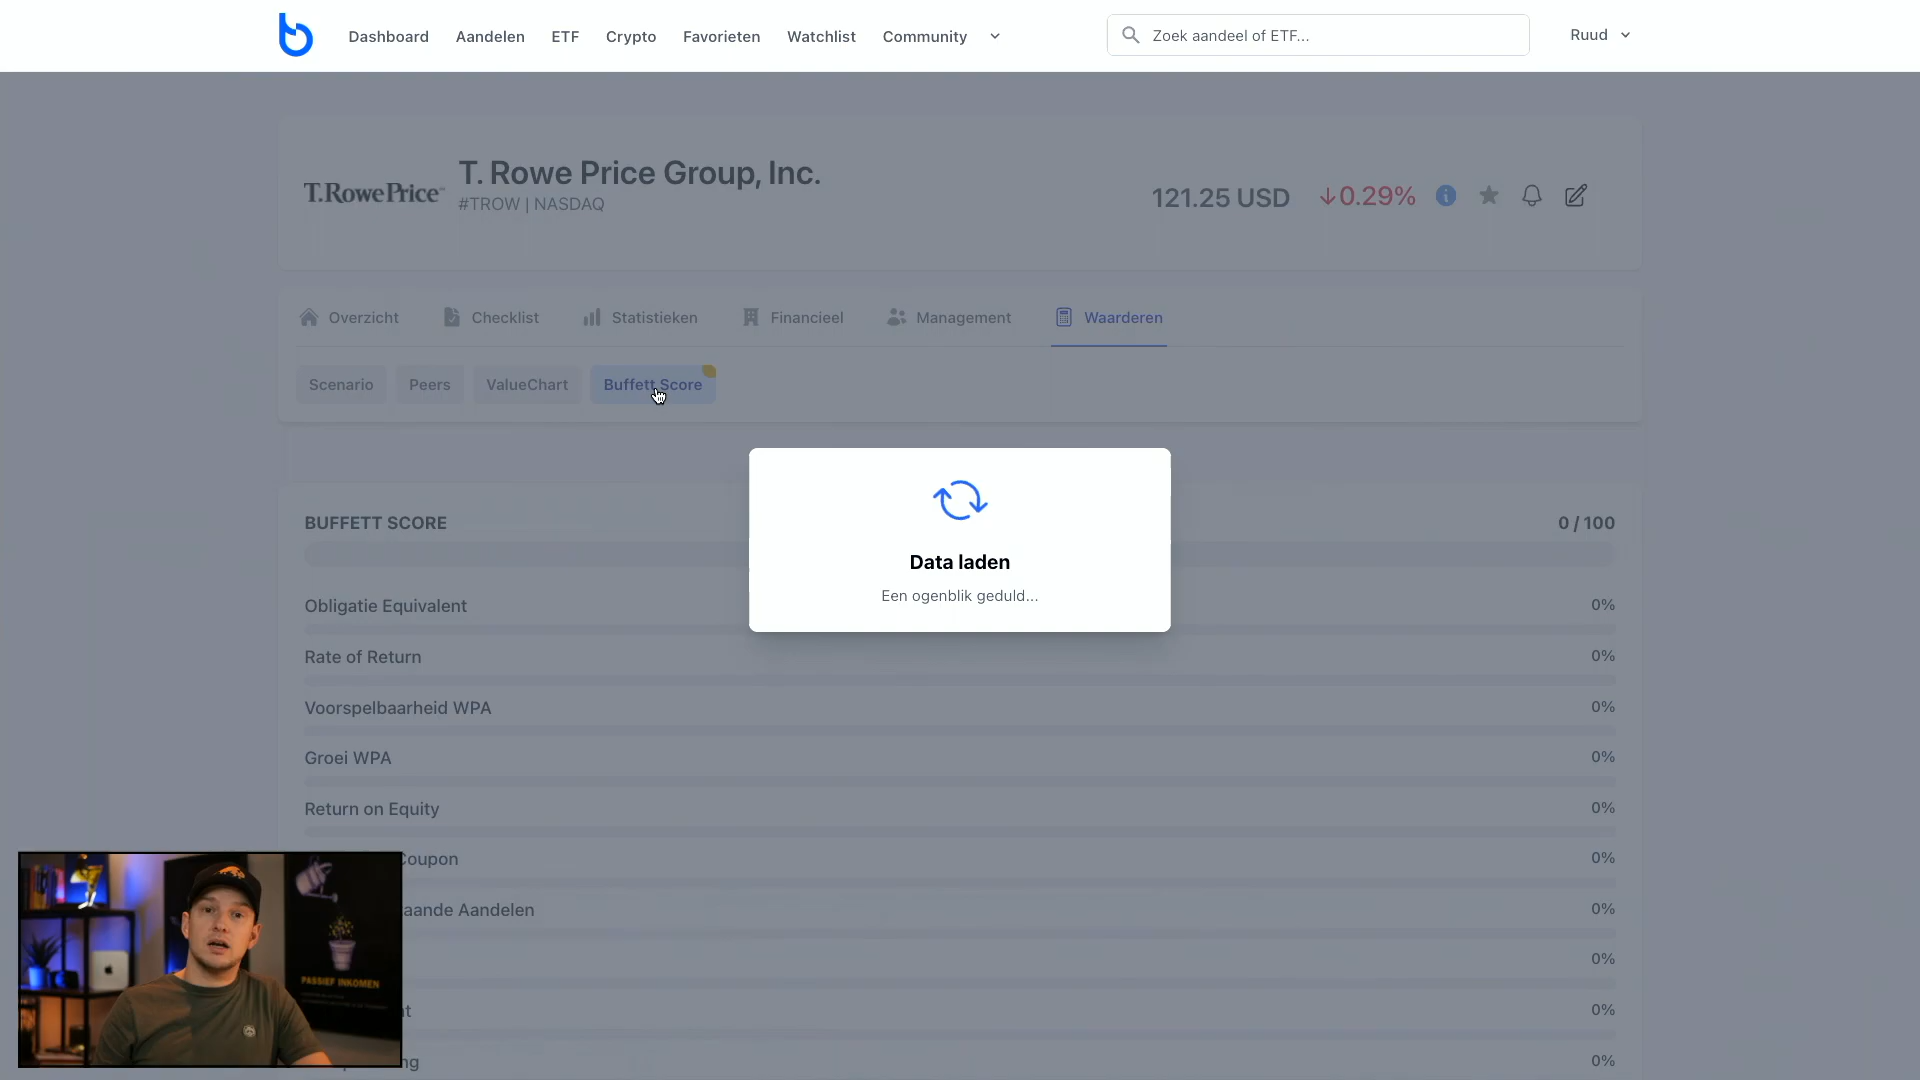 Dashboard Aandelen ETF Crypto Favorieten Watchlist Community
Zoek aandeel of ETF...
Ruud
T.RowePrice
T. Rowe Price Group, Inc.
#TROW | NASDAQ
121.25 USD 0.29%
Overzicht Checklist Statistieken Financieel Management Waarderen
Scenario Peers ValueChart Buffett Score
Data laden
Een ogenblik geduld...
BUFFETT SCORE 0 / 100
Obligatie Equivalent 0%
Rate of Return 0%
Voorspelbaarheid WPA 0%
Groei WPA 0%
Return on Equity 0%
Coupon 0%
aande Aandelen 0%
0%
0%
0%
PASSIEF INKOMEN